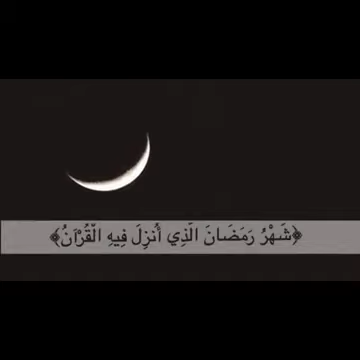 ﴿شَهْرُ رَمَضَانَ الَّذِي أُنزِلَ فِيهِ الْقُرْآنُ﴾